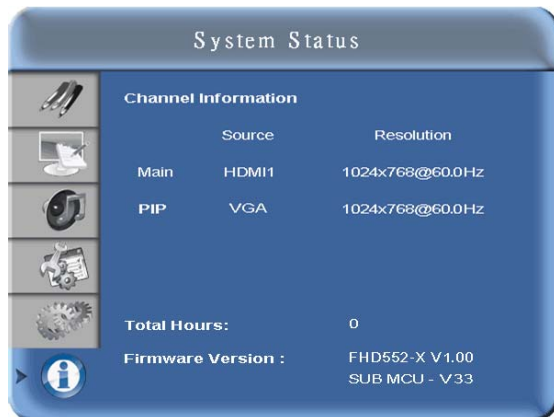 System Status
Channel Information
Source Resolution
Main HDMI1 1024x768@60.0Hz
PIP VGA 1024x768@60.0Hz
Total Hours: 0
Firmware Version : FHD552-X V1.00
SUB MCU - V33